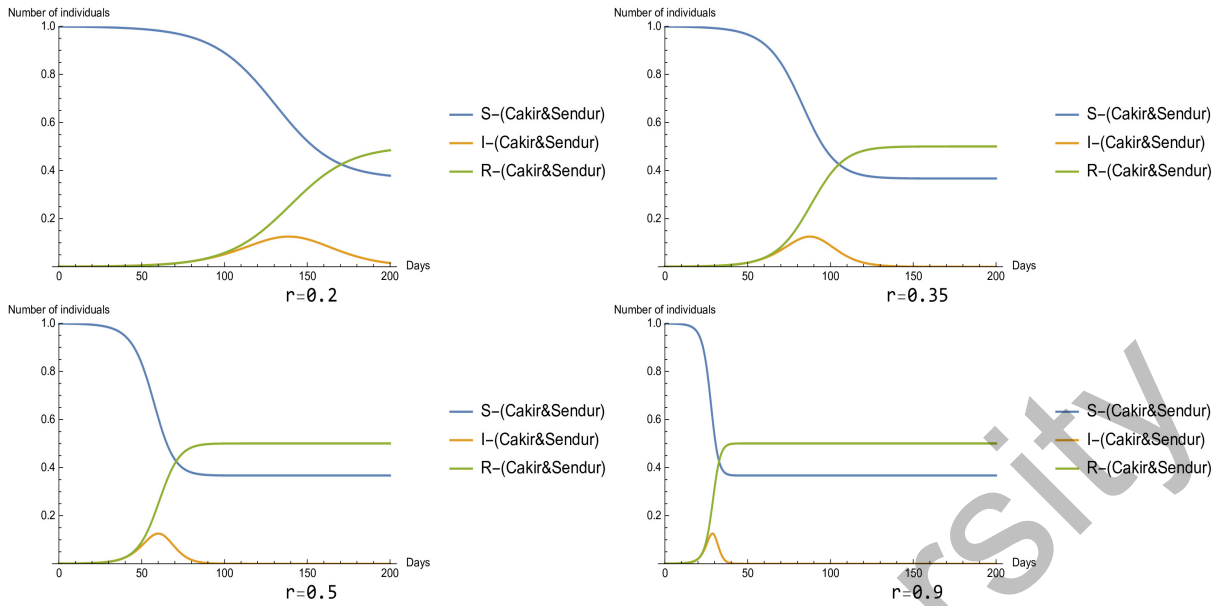 Number of individuals
1.0
0.8
0.6
0.4
0.2
0
50
100
150
200
Days
S-(Cakir&Sendur)
I-(Cakir&Sendur)
R-(Cakir&Sendur)
r=0.2
Number of individuals
1.0
0.8
0.6
0.4
0.2
0
50
100
150
200
Days
S-(Cakir&Sendur)
I-(Cakir&Sendur)
R-(Cakir&Sendur)
r=0.35
Number of individuals
1.0
0.8
0.6
0.4
0.2
0
50
100
150
200
Days
S-(Cakir&Sendur)
I-(Cakir&Sendur)
R-(Cakir&Sendur)
r=0.5
Number of individuals
1.0
0.8
0.6
0.4
0.2
0
50
100
150
200
Days
S-(Cakir&Sendur)
I-(Cakir&Sendur)
R-(Cakir&Sendur)
r=0.9
rsity